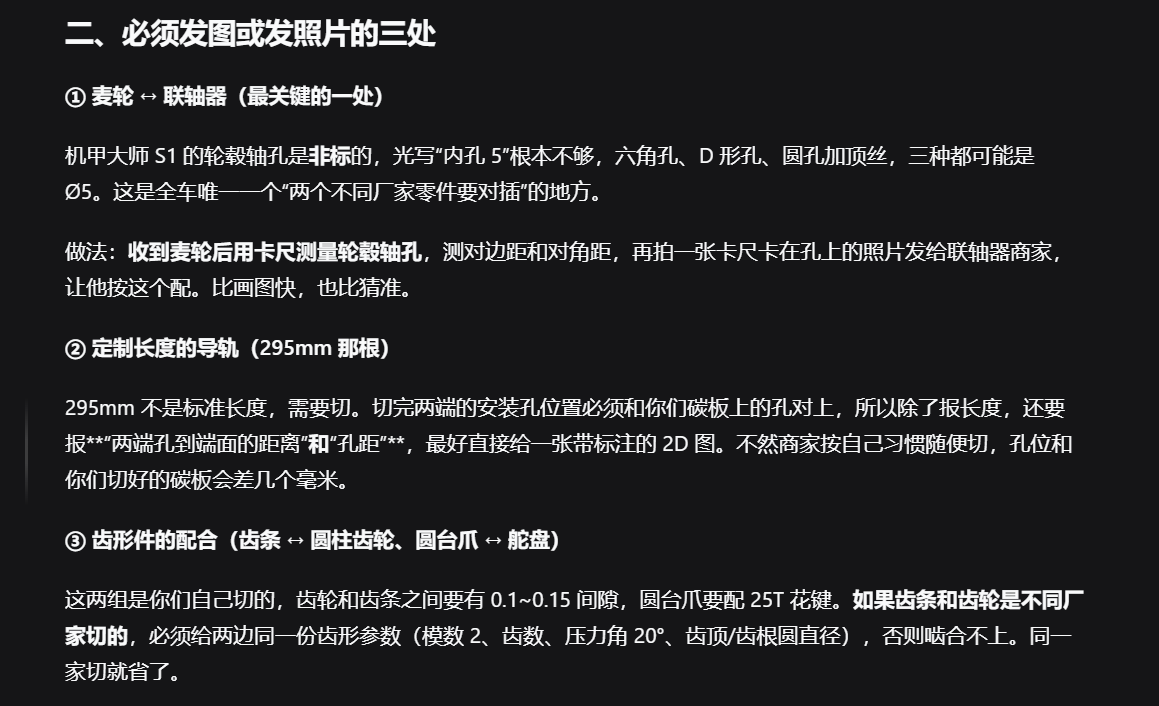 二、必须发图或发照片的三处
① 麦轮 ↔ 联轴器（最关键的一处）
机甲大师 S1 的轮毂轴孔是非标的，光写“内孔 5”根本不够，六角孔、D 形孔、圆孔加顶丝，三种都可能是
Ø5。这是全车唯一一个“两个不同厂家零件要对插”的地方。
做法：收到麦轮后用卡尺测量轮毂轴孔，测对边距和对角距，再拍一张卡尺卡在孔上的照片发给联轴器商家，
让他按这个配。比画图快，也比猜准。
② 定制长度的导轨（295mm 那根）
295mm 不是标准长度，需要切。切完两端的安装孔位置必须和你们碳板上的孔对上，所以除了报长度，还要
报**“两端孔到端面的距离”和“孔距”**，最好直接给一张带标注的 2D 图。不然商家按自己习惯随便切，孔位和
你们切好的碳板会差几个毫米。
③ 齿形件的配合（齿条 ↔ 圆柱齿轮、圆台爪 ↔ 舵盘）
这两组是你们自己切的，齿轮和齿条之间要有 0.1~0.15 间隙，圆台爪要配 25T 花键。如果齿条和齿轮是不同厂
家切的，必须给两边同一份齿形参数（模数 2、齿数、压力角 20°、齿顶/齿根圆直径），否则啮合不上。同一
家切就省了。